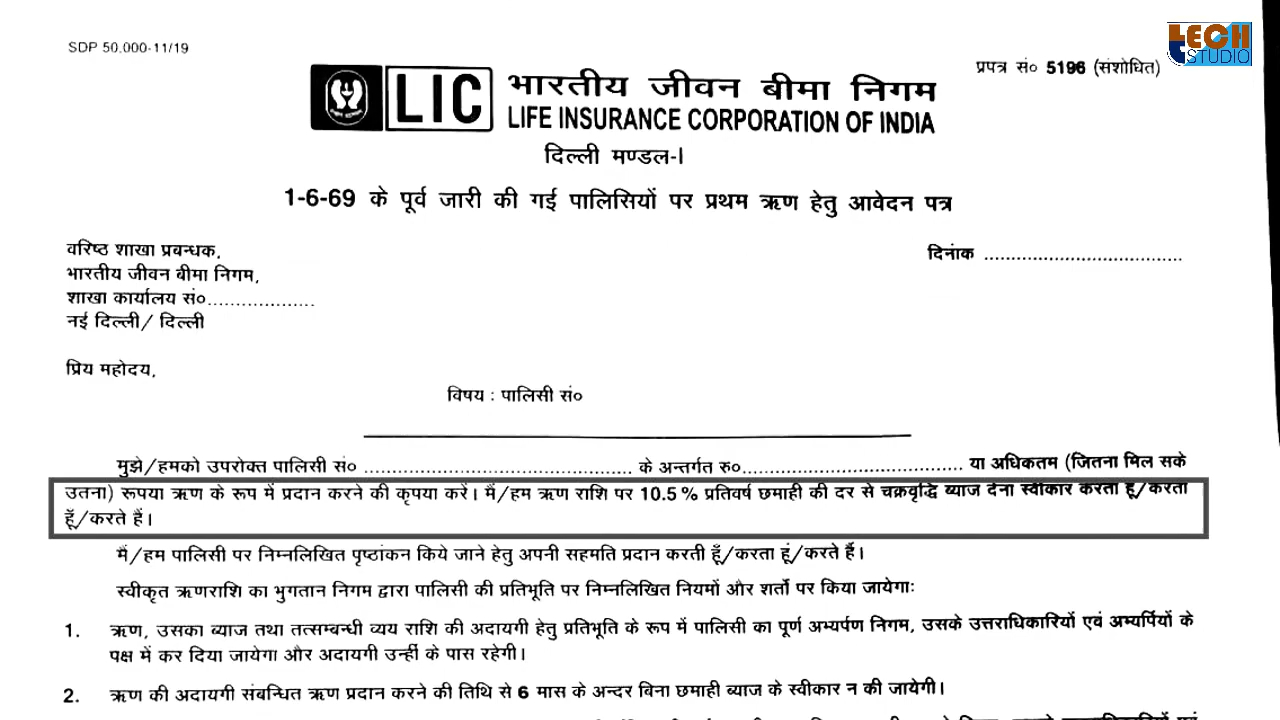 SDP 50.000-11/19
LECH
STUDIO
प्रपत्र सं० 5196 (संशोधित)
LIC
भारतीय जीवन बीमा निगम
LIFE INSURANCE CORPORATION OF INDIA
दिल्ली मण्डल-I
1-6-69 के पूर्व जारी की गई पालिसियों पर प्रथम ऋण हेतु आवेदन पत्र
वरिष्ठ शाखा प्रबन्धक,
दिनांक ....................................
भारतीय जीवन बीमा निगम,
शाखा कार्यालय सं०....................
नई दिल्ली/ दिल्ली
प्रिय महोदय,
विषय : पालिसी सं०
मुझे/हमको उपरोक्त पालिसी सं० ................................................ के अन्तर्गत रु०........................................ या अधिकतम (जितना मिल सके
उतना) रूपया ऋण के रूप में प्रदान करने की कृपया करें। मैं/हम ऋण राशि पर 10.5% प्रतिवर्ष छमाही की दर से चक्रवृद्धि ब्याज देना स्वीकार करता हूँ/करता
हूँ/करते हैं।
मैं/हम पालिसी पर निम्नलिखित पृष्ठांकन किये जाने हेतु अपनी सहमति प्रदान करती हूँ/करता हूं/करते हैं।
स्वीकृत ऋणराशि का भुगतान निगम द्वारा पालिसी की प्रतिभूति पर निम्नलिखित नियमों और शर्तो पर किया जायेगाः
1. ऋण, उसका ब्याज तथा तत्सम्बन्धी व्यय राशि की अदायगी हेतु प्रतिभूति के रूप में पालिसी का पूर्ण अभ्यर्पण निगम, उसके उत्तराधिकारियों एवं अभ्यर्पियों के
पक्ष में कर दिया जायेगा और अदायगी उन्हीं के पास रहेगी।
2. ऋण की अदायगी संबन्धित ऋण प्रदान करने की तिथि से 6 मास के अन्दर बिना छमाही ब्याज के स्वीकार न की जायेगी।